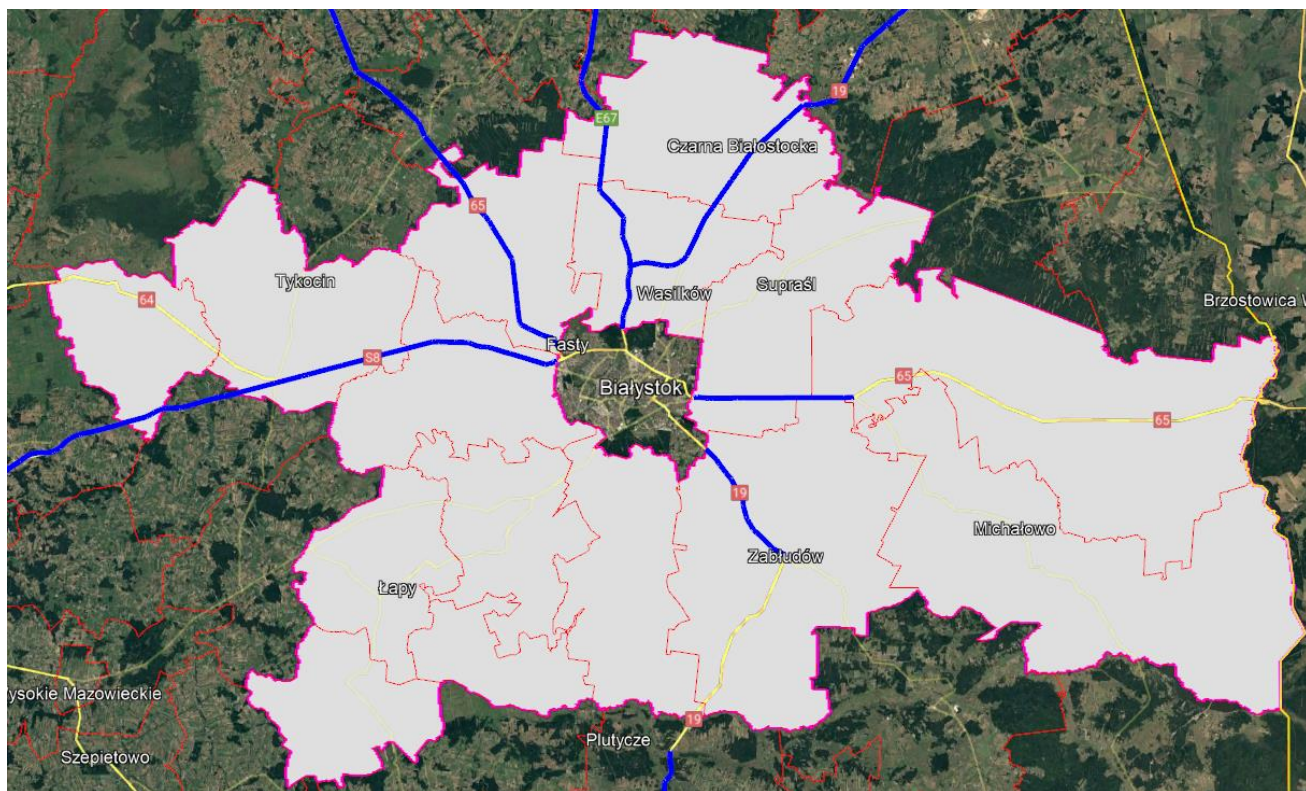 19
E67
Czarna Białostocka
65
Tykocin
Supraśl
Wasilków
64
Brzostowica W
Fasty
S8
65
Białystok
65
19
Michałowo
Zabłudów
Łapy
ysokie Mazowieckie
19
Plutycze
Szepietowo